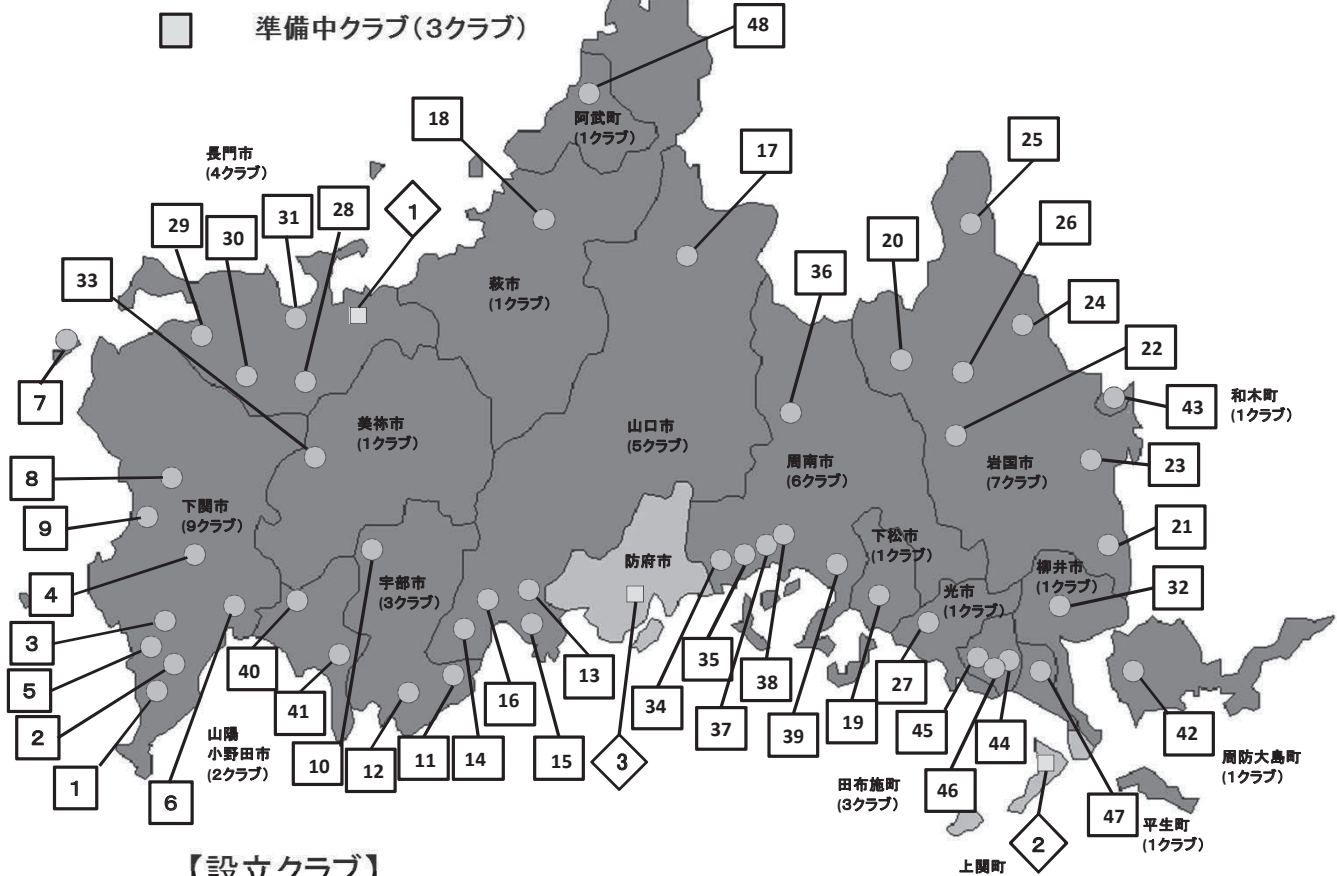 準備中クラブ(3クラブ)
48
阿武町
(1クラブ)
18
17
25
長門市
(4クラブ)
29
30
31
28
1
20
26
33
36
萩市
(1クラブ)
24
22
7
43
和木町
(1クラブ)
美祢市
(1クラブ)
山口市
(5クラブ)
周南市
(6クラブ)
岩国市
(7クラブ)
23
8
下関市
(9クラブ)
9
21
下松市
(1クラブ)
防府市
柳井市
(1クラブ)
宇部市
(3クラブ)
光市
(1クラブ)
4
32
3
5
40
13
35
38
27
2
41
16
34
37
39
19
45
44
42
山陽
小野田市
(2クラブ)
周防大島町
(1クラブ)
1
6
10
12
11
14
15
3
田布施町
(3クラブ)
46
47
平生町
(1クラブ)
2
上関町
【設立クラブ】